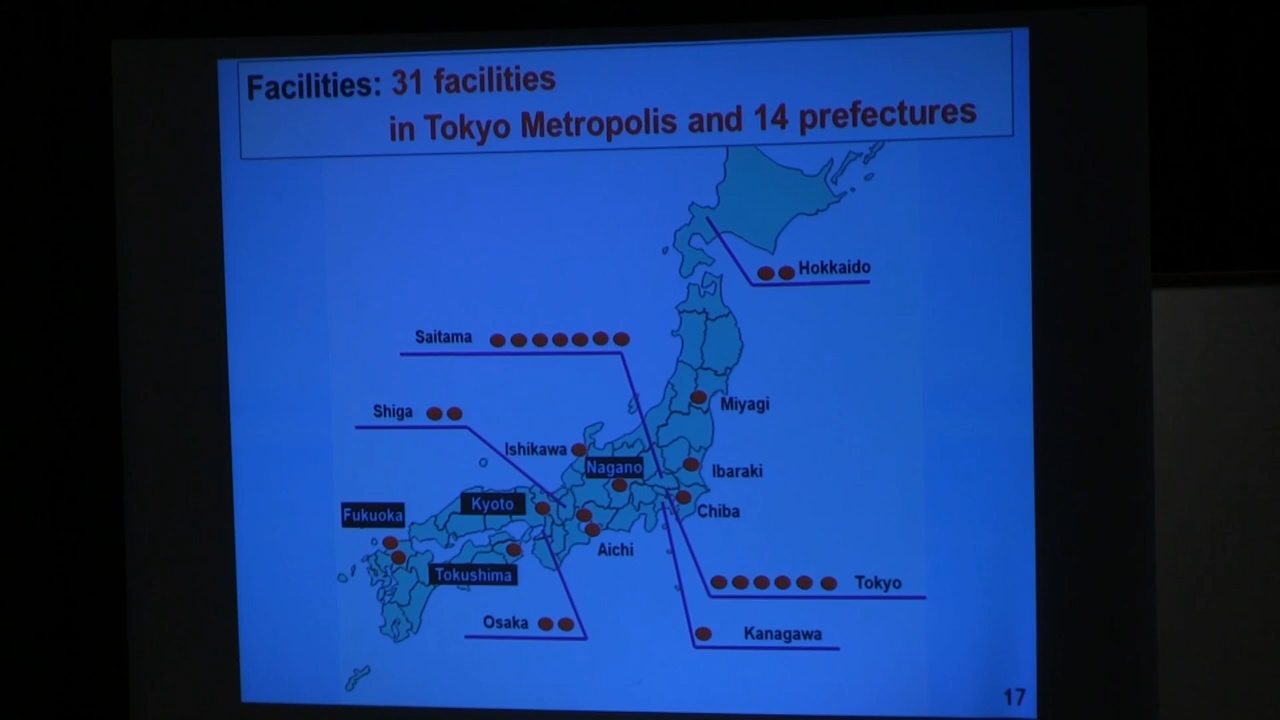 Facilities: 31 facilities
in Tokyo Metropolis and 14 prefectures
Hokkaido
Saitama
Miyagi
Shiga
Ishikawa
Nagano
Ibaraki
Kyoto
Chiba
Fukuoka
Aichi
Tokushima
Tokyo
Osaka
Kanagawa
17